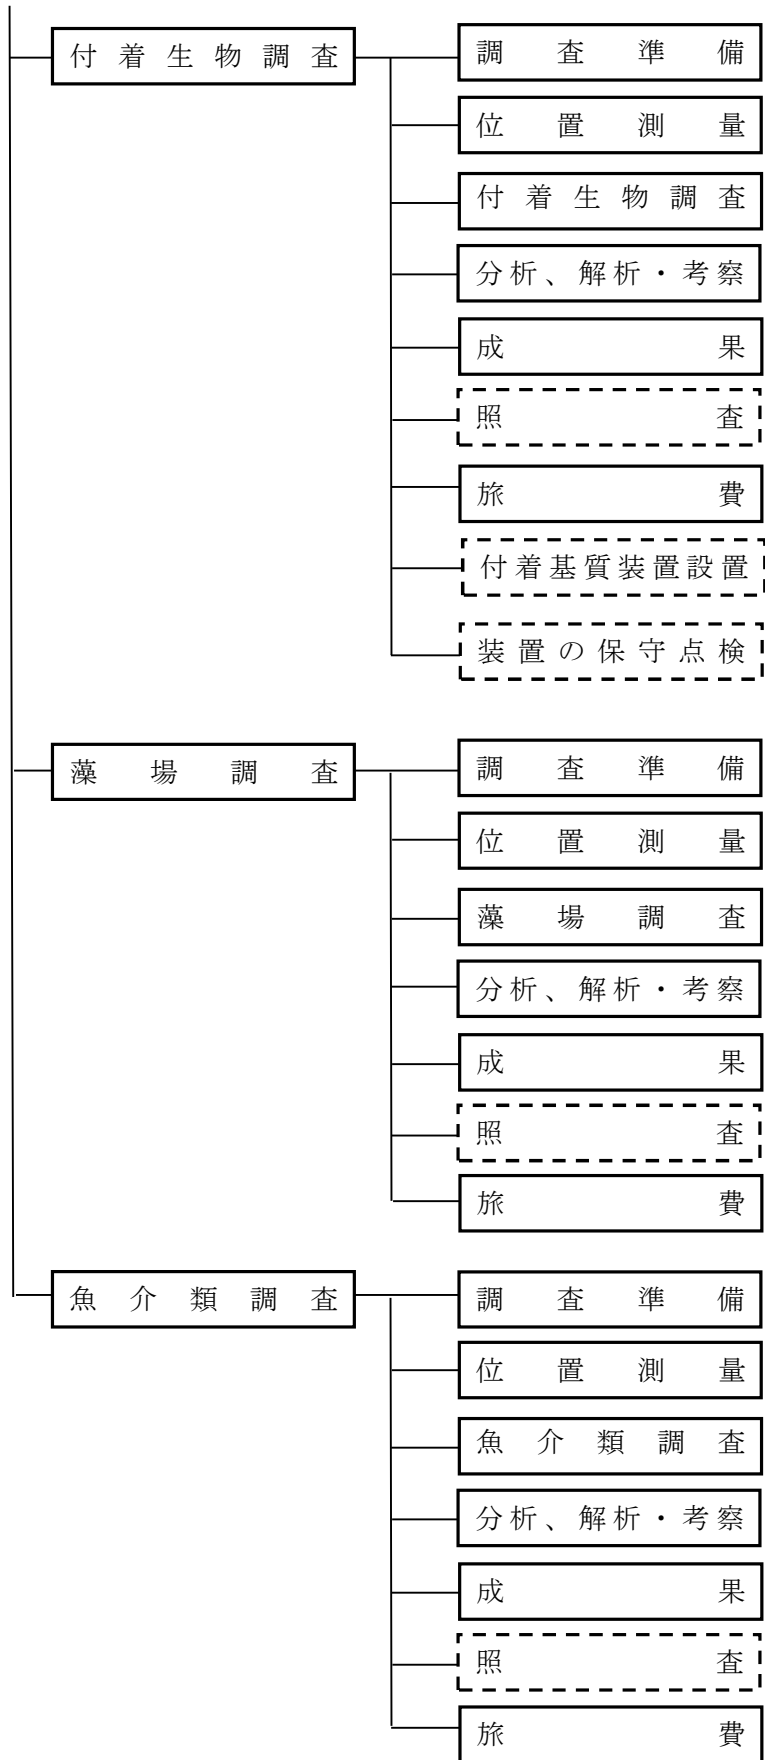 付着生物調査
調査準備
位置測量
付着生物調査
分析、解析・考察
成果
照査
旅費
付着基質装置設置
装置の保守点検
藻場調査
調査準備
位置測量
藻場調査
分析、解析・考察
成果
照査
旅費
魚介類調査
調査準備
位置測量
魚介類調査
分析、解析・考察
成果
照査
旅費